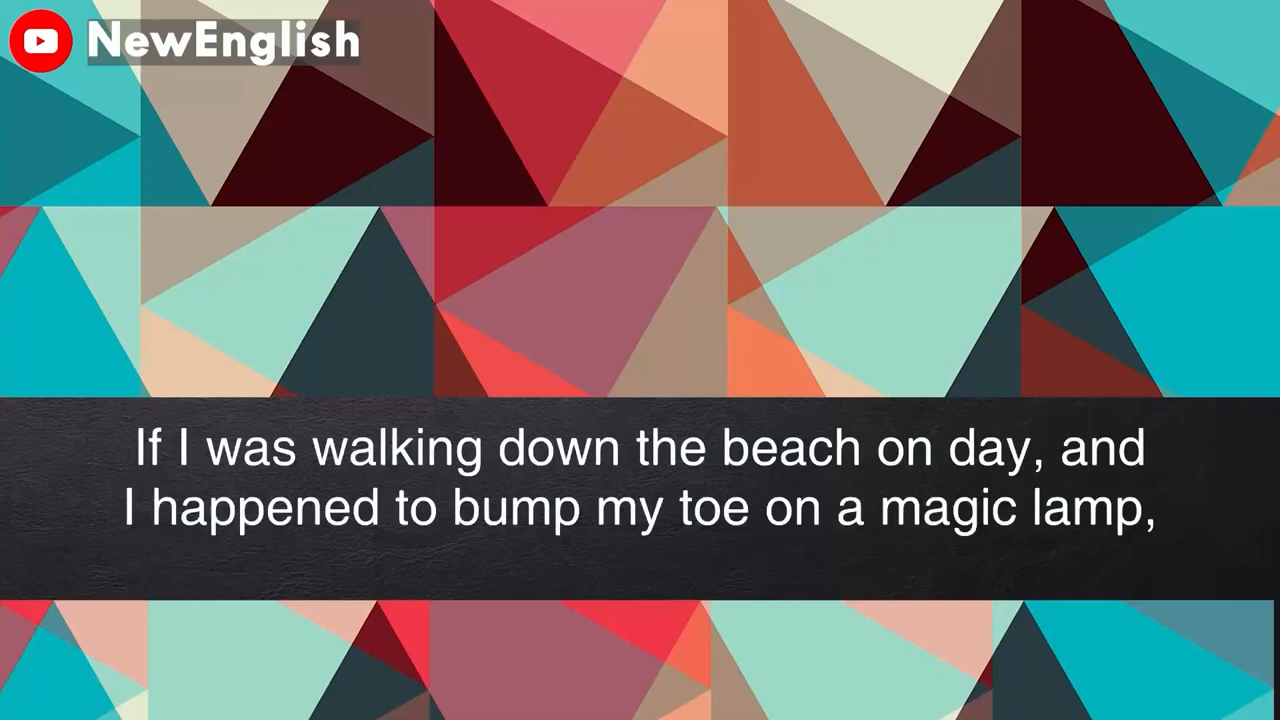 NewEnglish
If I was walking down the beach on day, and
I happened to bump my toe on a magic lamp,